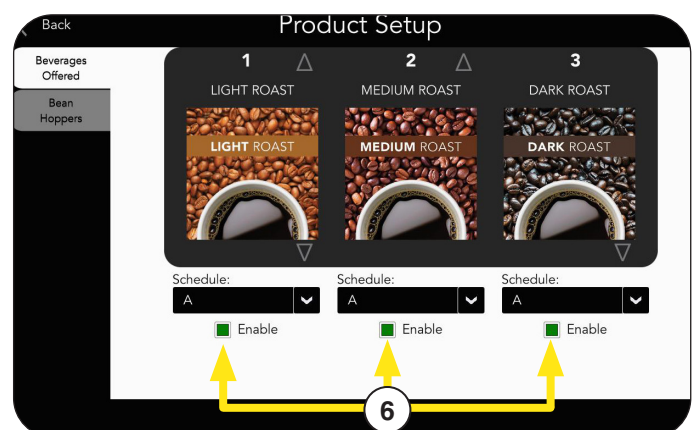 Back
Product Setup
Beverages
Offered
Bean
Hoppers
1 2 3
LIGHT ROAST MEDIUM ROAST DARK ROAST
LIGHT ROAST MEDIUM ROAST DARK ROAST
Schedule: Schedule: Schedule:
A A A
Enable Enable Enable
6